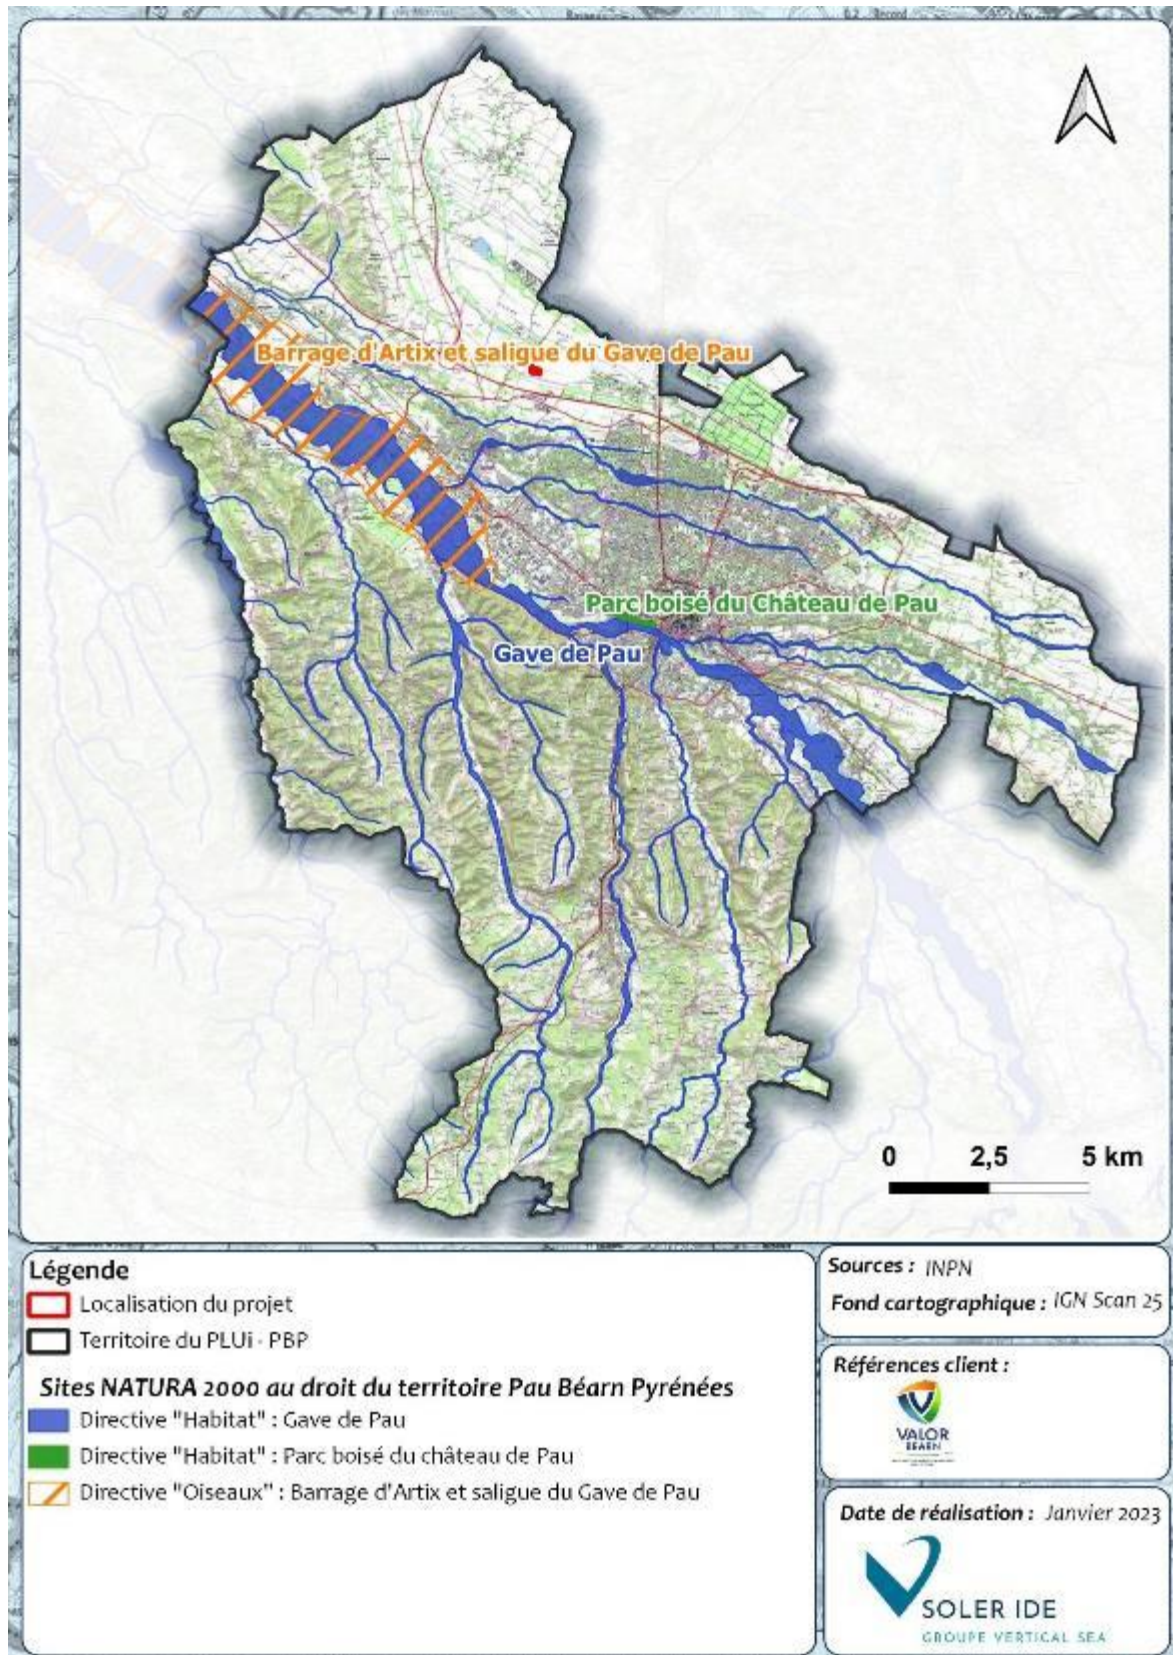 Barrage d'Artix et saligue du Gave de Pau
Parc boisé du Château de Pau
Gave de Pau
0 2,5 5 km
Légende
Localisation du projet
Territoire du PLUi - PBP
Sites NATURA 2000 au droit du territoire Pau Béarn Pyrénées
Directive "Habitat" : Gave de Pau
Directive "Habitat" : Parc boisé du château de Pau
Directive "Oiseaux" : Barrage d'Artix et saligue du Gave de Pau
Sources : INPN
Fond cartographique : IGN Scan 25
Références client :
VALOR
BÉARN
Date de réalisation : Janvier 2023
SOLER IDE
GROUPE VERTICAL SEA